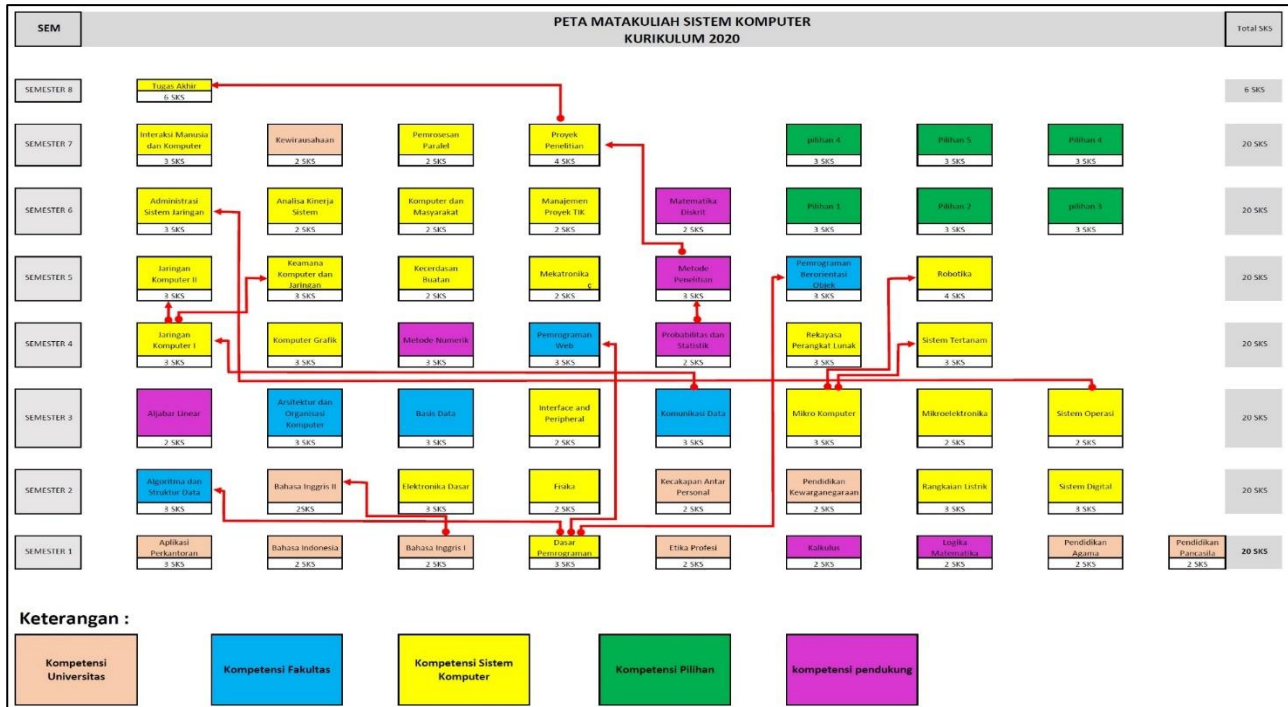 SEM
PETA MATAKULIAH SISTEM KOMPUTER
KURIKULUM 2020
Total SKS
SEMESTER 8
Tugas Akhir
6 SKS
6 SKS
SEMESTER 7
Interaksi Manusia
dan Komputer
3 SKS
Kewirausahaan
2 SKS
Pemrosesan
Paralel
2 SKS
Proyek
Penelitian
4 SKS
pilihan 4
3 SKS
Pilihan 5
3 SKS
Pilihan 4
3 SKS
20 SKS
SEMESTER 6
Administrasi
Sistem Jaringan
3 SKS
Analisa Kinerja
Sistem
2 SKS
Komputer dan
Masyarakat
2 SKS
Manajemen
Proyek TIK
2 SKS
Matematika
Diskrit
2 SKS
Pilihan 1
3 SKS
Pilihan 2
3 SKS
pilihan 3
3 SKS
20 SKS
SEMESTER 5
Jaringan
Komputer II
3 SKS
Keamana
Komputer dan
Jaringan
3 SKS
Kecerdasan
Buatan
2 SKS
Mekatronika
2 SKS
Metode
Penelitian
3 SKS
Pemrograman
Berorientasi
Objek
3 SKS
Robotika
4 SKS
20 SKS
SEMESTER 4
Jaringan
Komputer I
3 SKS
Komputer Grafik
3SKS
Metode Numerik
3 SKS
Pemrograman
Web
3 SKS
Probabilitas dan
Statistik
2 SKS
Rekayasa
Perangkat Lunak
3 SKS
Sistem Tertanam
3 SKS
20 SKS
SEMESTER 3
Aljabar Linear
2 SKS
Arsitektur dan
Organisasi
Komputer
3 SKS
Basis Data
3 SKS
Interface and
Peripheral
2 SKS
Komunikasi Data
3 SKS
Mikro Komputer
3 SKS
Mikroelektronika
2 SKS
Sistem Operasi
2 SKS
20 SKS
SEMESTER 2
Algoritma dan
Struktur Data
3 SKS
Bahasa Inggris II
2SKS
Elektronika Dasar
3 SKS
Fisika
2 SKS
Kecakapan Antar
Personal
2 SKS
Pendidikan
Kewarganegaraan
2 SKS
Rangkaian Listrik
3 SKS
Sistem Digital
3 SKS
20 SKS
SEMESTER 1
Aplikasi
Perkantoran
3 SKS
Bahasa Indonesia
2 SKS
Bahasa Inggris I
2 SKS
Dasar
Pemrograman
3 SKS
Etika Profesi
2 SKS
Kalkulus
2 SKS
Logika
Matematika
2 SKS
Pendidikan
Agama
2 SKS
Pendidikan
Pancasila
2 SKS
20 SKS
Keterangan :
Kompetensi
Universitas
Kompetensi Fakultas
Kompetensi Sistem
Komputer
Kompetensi Pilihan
kompetensi pendukung